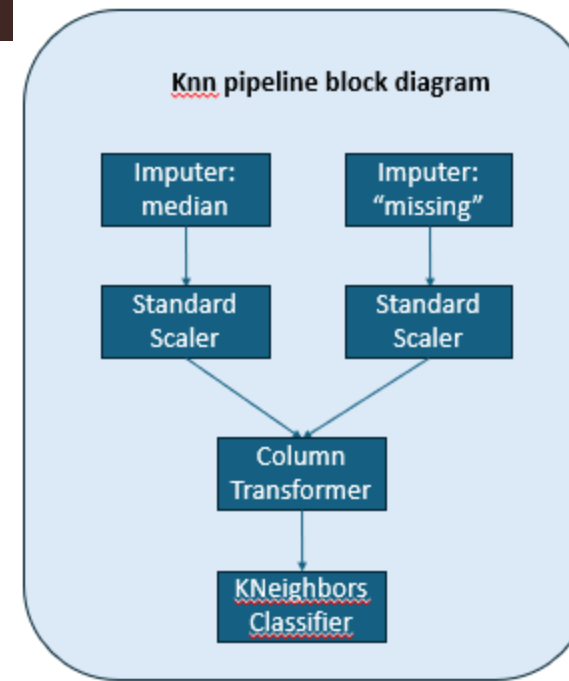 Knn pipeline block diagram
Imputer:
median
Imputer:
“missing”
Standard
Scaler
Standard
Scaler
Column
Transformer
KNeighbors
Classifier